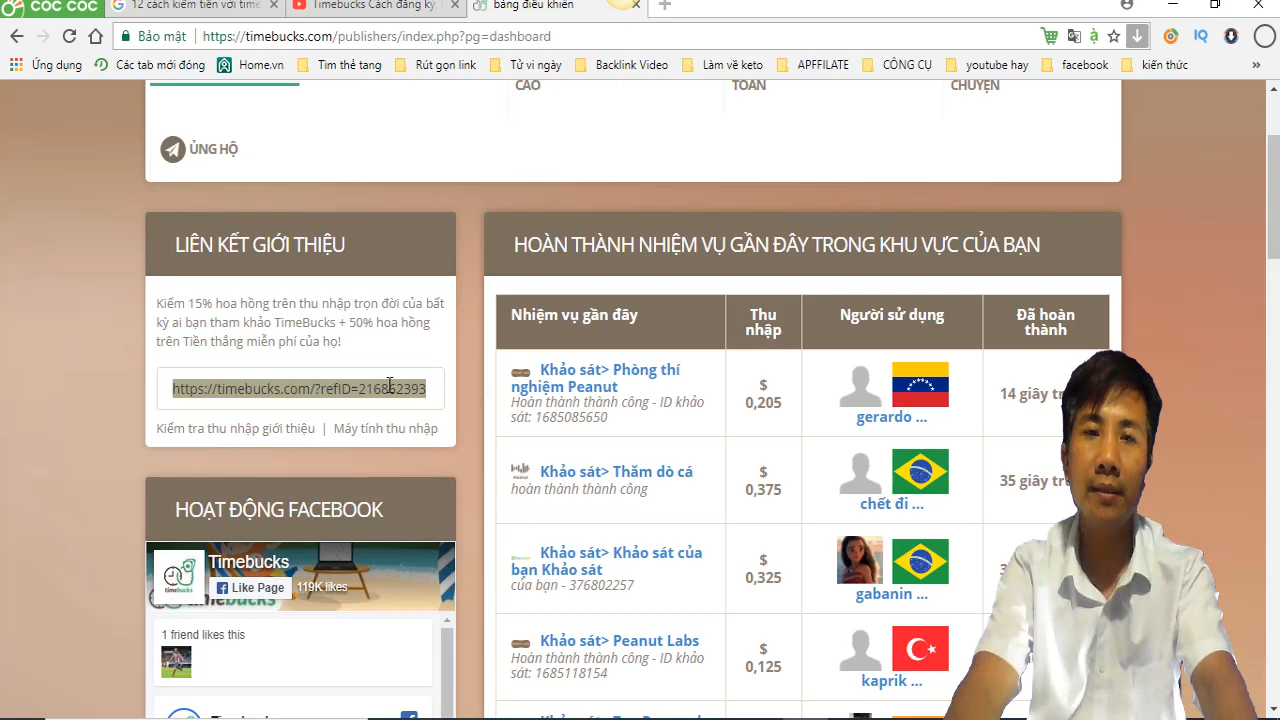 CỐC CỐC
12 cách kiếm tiền với time
Timebucks Cách đăng ký,
bảng điều khiển
Bảo mật
https://timebucks.com/publishers/index.php?pg=dashboard
IQ
Ứng dụng
Các tab mới đóng
Home.vn
Tìm thẻ tang
Rút gọn link
Tử vi ngày
Backlink Video
Làm về keto
APFFILATE
CÔNG CỤ
youtube hay
facebook
kiến thức
CÁO
TOÁN
CHUYỆN
ỦNG HỘ
LIÊN KẾT GIỚI THIỆU
Kiếm 15% hoa hồng trên thu nhập trọn đời của bất
kỳ ai bạn tham khảo TimeBucks + 50% hoa hồng
trên Tiền thắng miễn phí của họ!
https://timebucks.com/?refID=216862393
Kiểm tra thu nhập giới thiệu | Máy tính thu nhập
HOẠT ĐỘNG FACEBOOK
Timebucks
Like Page
119K likes
timebucks
1 friend likes this
HOÀN THÀNH NHIỆM VỤ GẦN ĐÂY TRONG KHU VỰC CỦA BẠN
Nhiệm vụ gần đây
Thu
nhập
Người sử dụng
Đã hoàn
thành
Khảo sát> Phòng thí
nghiệm Peanut
Hoàn thành thành công - ID khảo
sát: 1685085650
$
0,205
gerardo ...
14 giây
Khảo sát> Thăm dò cá
hoàn thành thành công
$
0,375
chết đi ...
35 giây
Khảo sát> Khảo sát của
bạn Khảo sát
của bạn - 376802257
$
0,325
gabanin ...
Khảo sát> Peanut Labs
Hoàn thành thành công - ID khảo
sát: 1685118154
$
0,125
kaprik ...